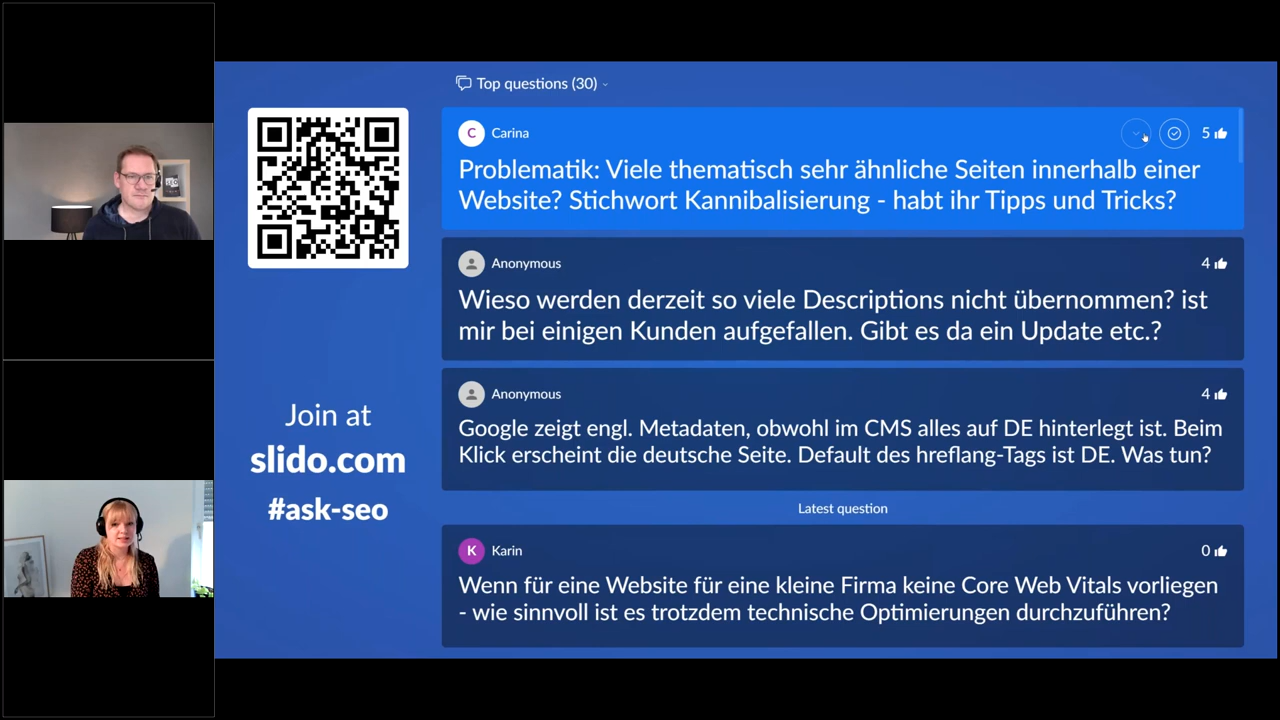 Top questions (30)
C
Carina
5
Problematik: Viele thematisch sehr ähnliche Seiten innerhalb einer
Website? Stichwort Kannibalisierung - habt ihr Tipps und Tricks?
Anonymous
4
Wieso werden derzeit so viele Descriptions nicht übernommen? ist
mir bei einigen Kunden aufgefallen. Gibt es da ein Update etc.?
Anonymous
4
Google zeigt engl. Metadaten, obwohl im CMS alles auf DE hinterlegt ist. Beim
Klick erscheint die deutsche Seite. Default des hreflang-Tags ist DE. Was tun?
Latest question
K
Karin
0
Wenn für eine Website für eine kleine Firma keine Core Web Vitals vorliegen
- wie sinnvoll ist es trotzdem technische Optimierungen durchzuführen?
Join at
slido.com
#ask-seo